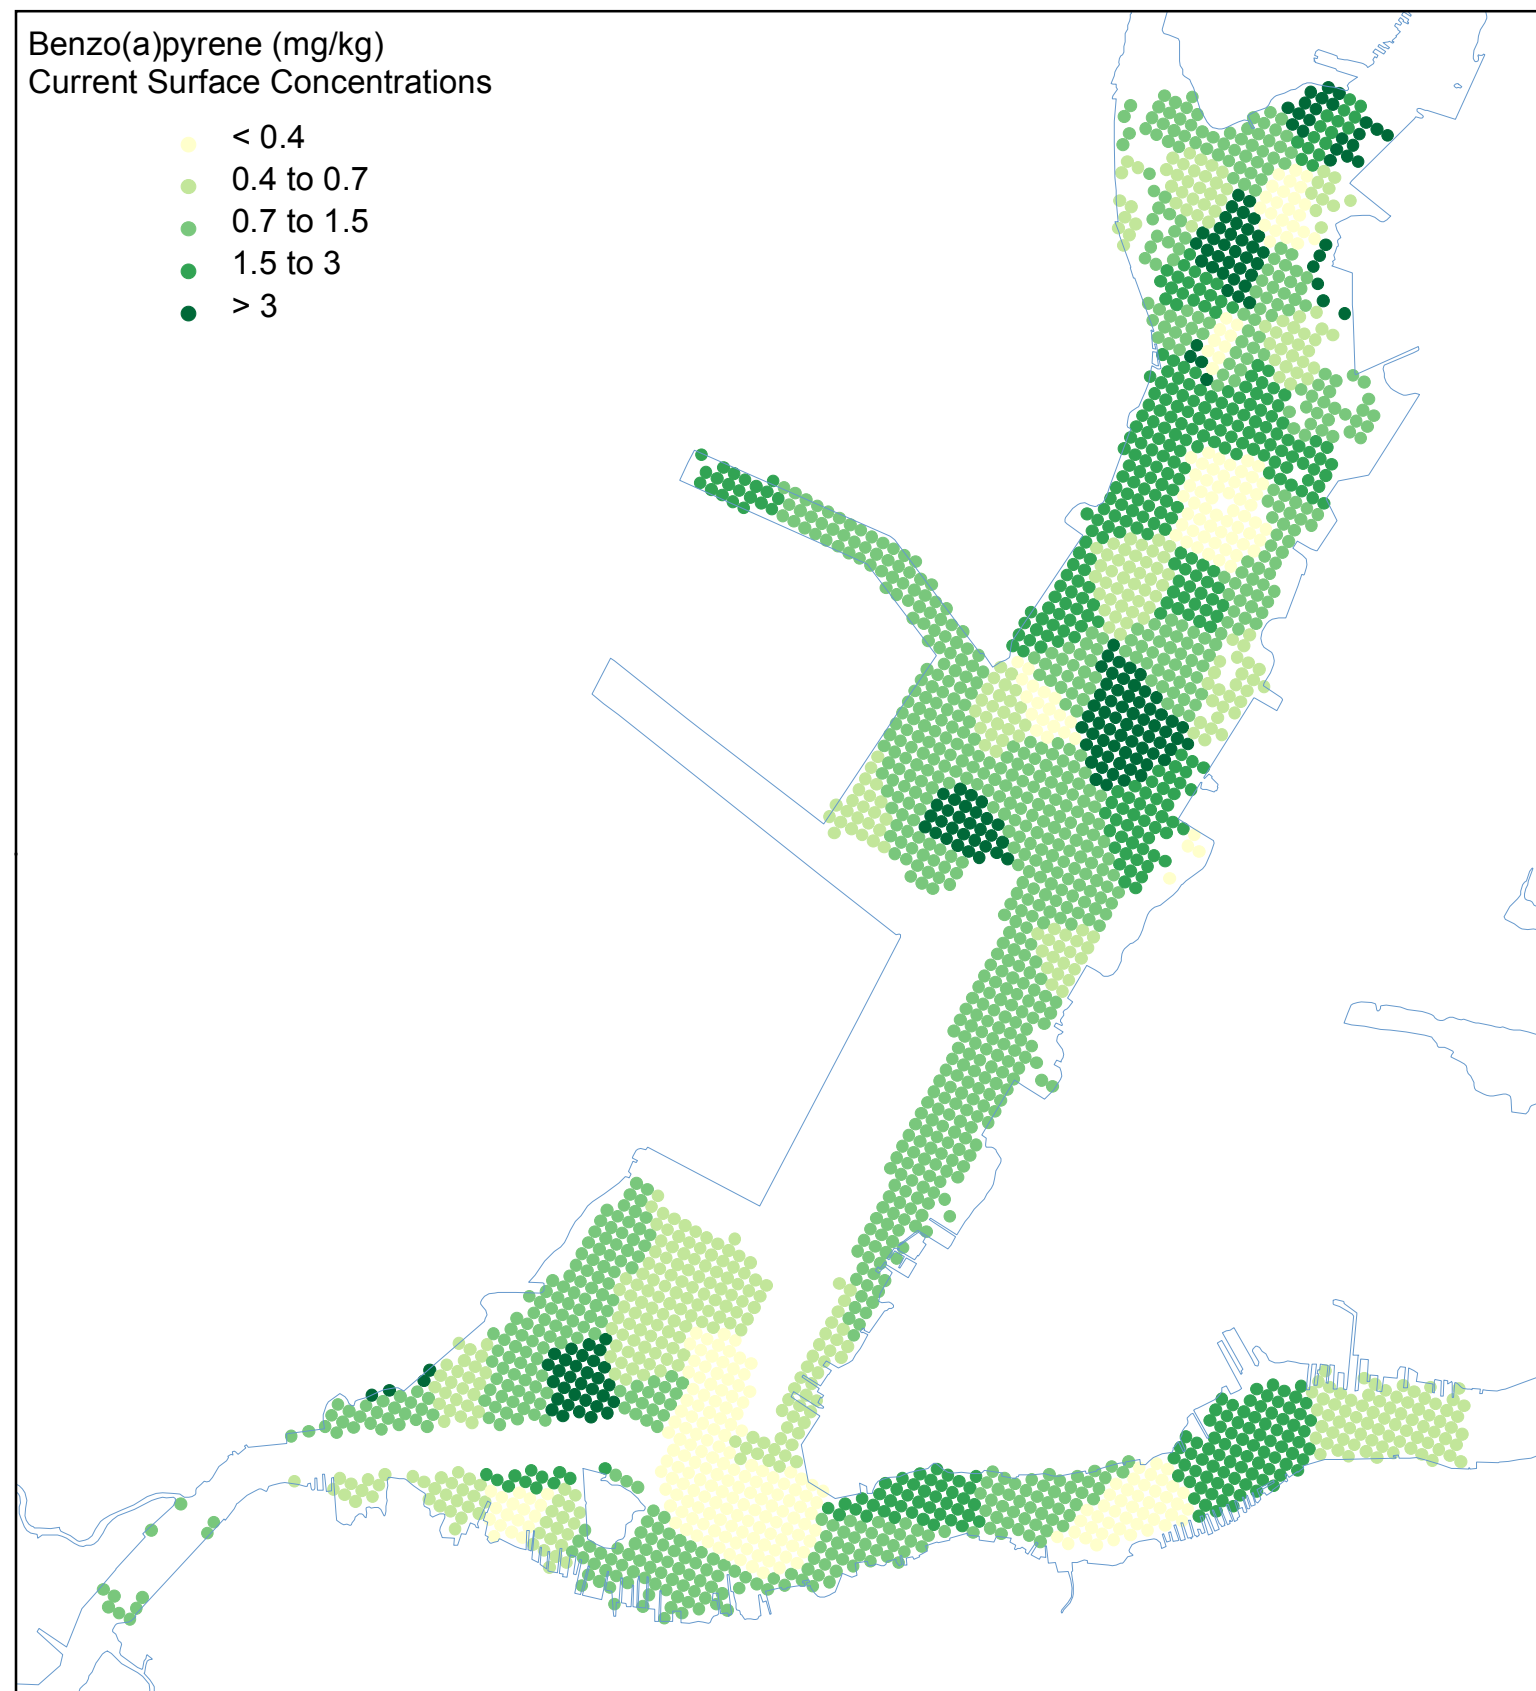 Benzo(a)pyrene (mg/kg)
Current Surface Concentrations
< 0.4
0.4 to 0.7
0.7 to 1.5
1.5 to 3
> 3